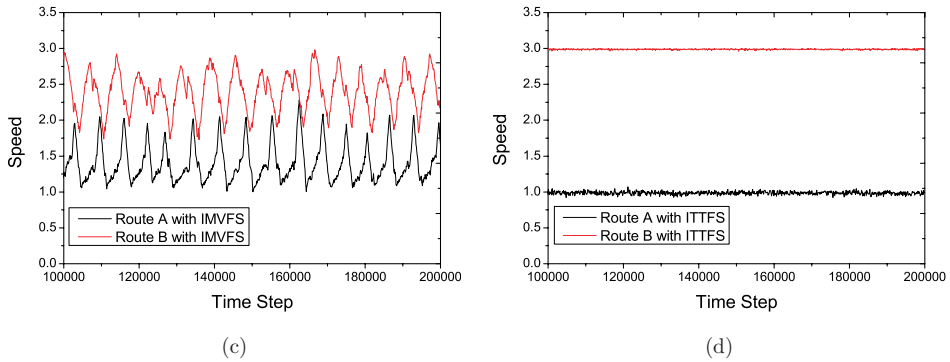 3.5
3.0
2.5
2.0
1.5
1.0
0.5
0.0
Speed
Route A with IMVFS
Route B with IMVFS
100000 120000 140000 160000 180000 200000
Time Step
(c)
3.5
3.0
2.5
2.0
1.5
1.0
0.5
0.0
Speed
Route A with ITTFS
Route B with ITTFS
100000 120000 140000 160000 180000 200000
Time Step
(d)